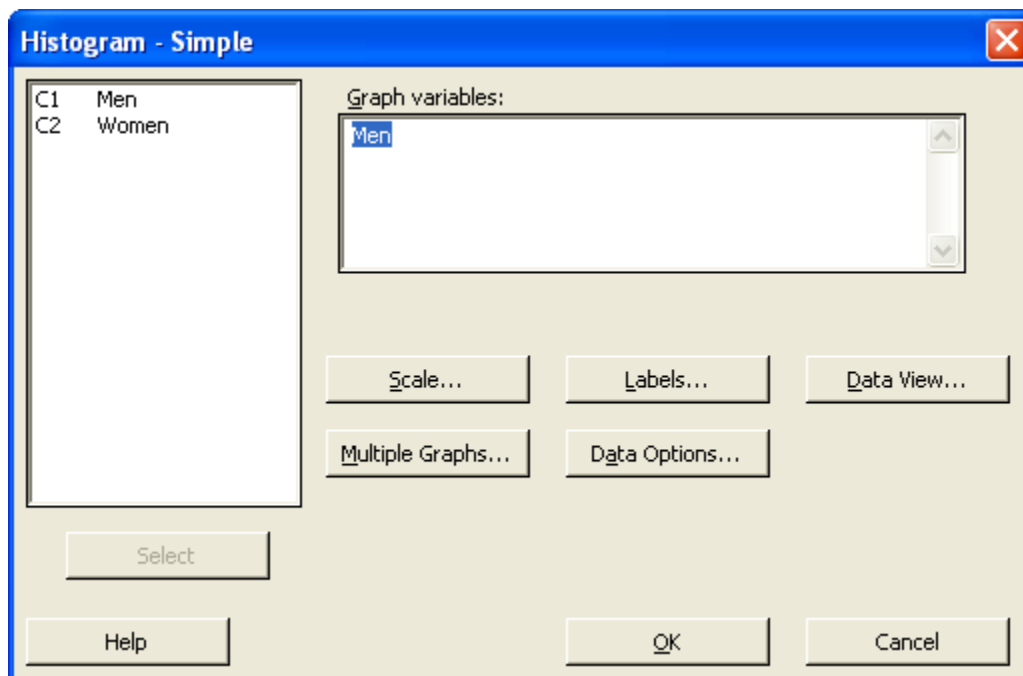 Histogram - Simple
C1 Men
C2 Women
Graph variables:
Men
Scale... Labels... Data View...
Multiple Graphs... Data Options...
Select
Help OK Cancel